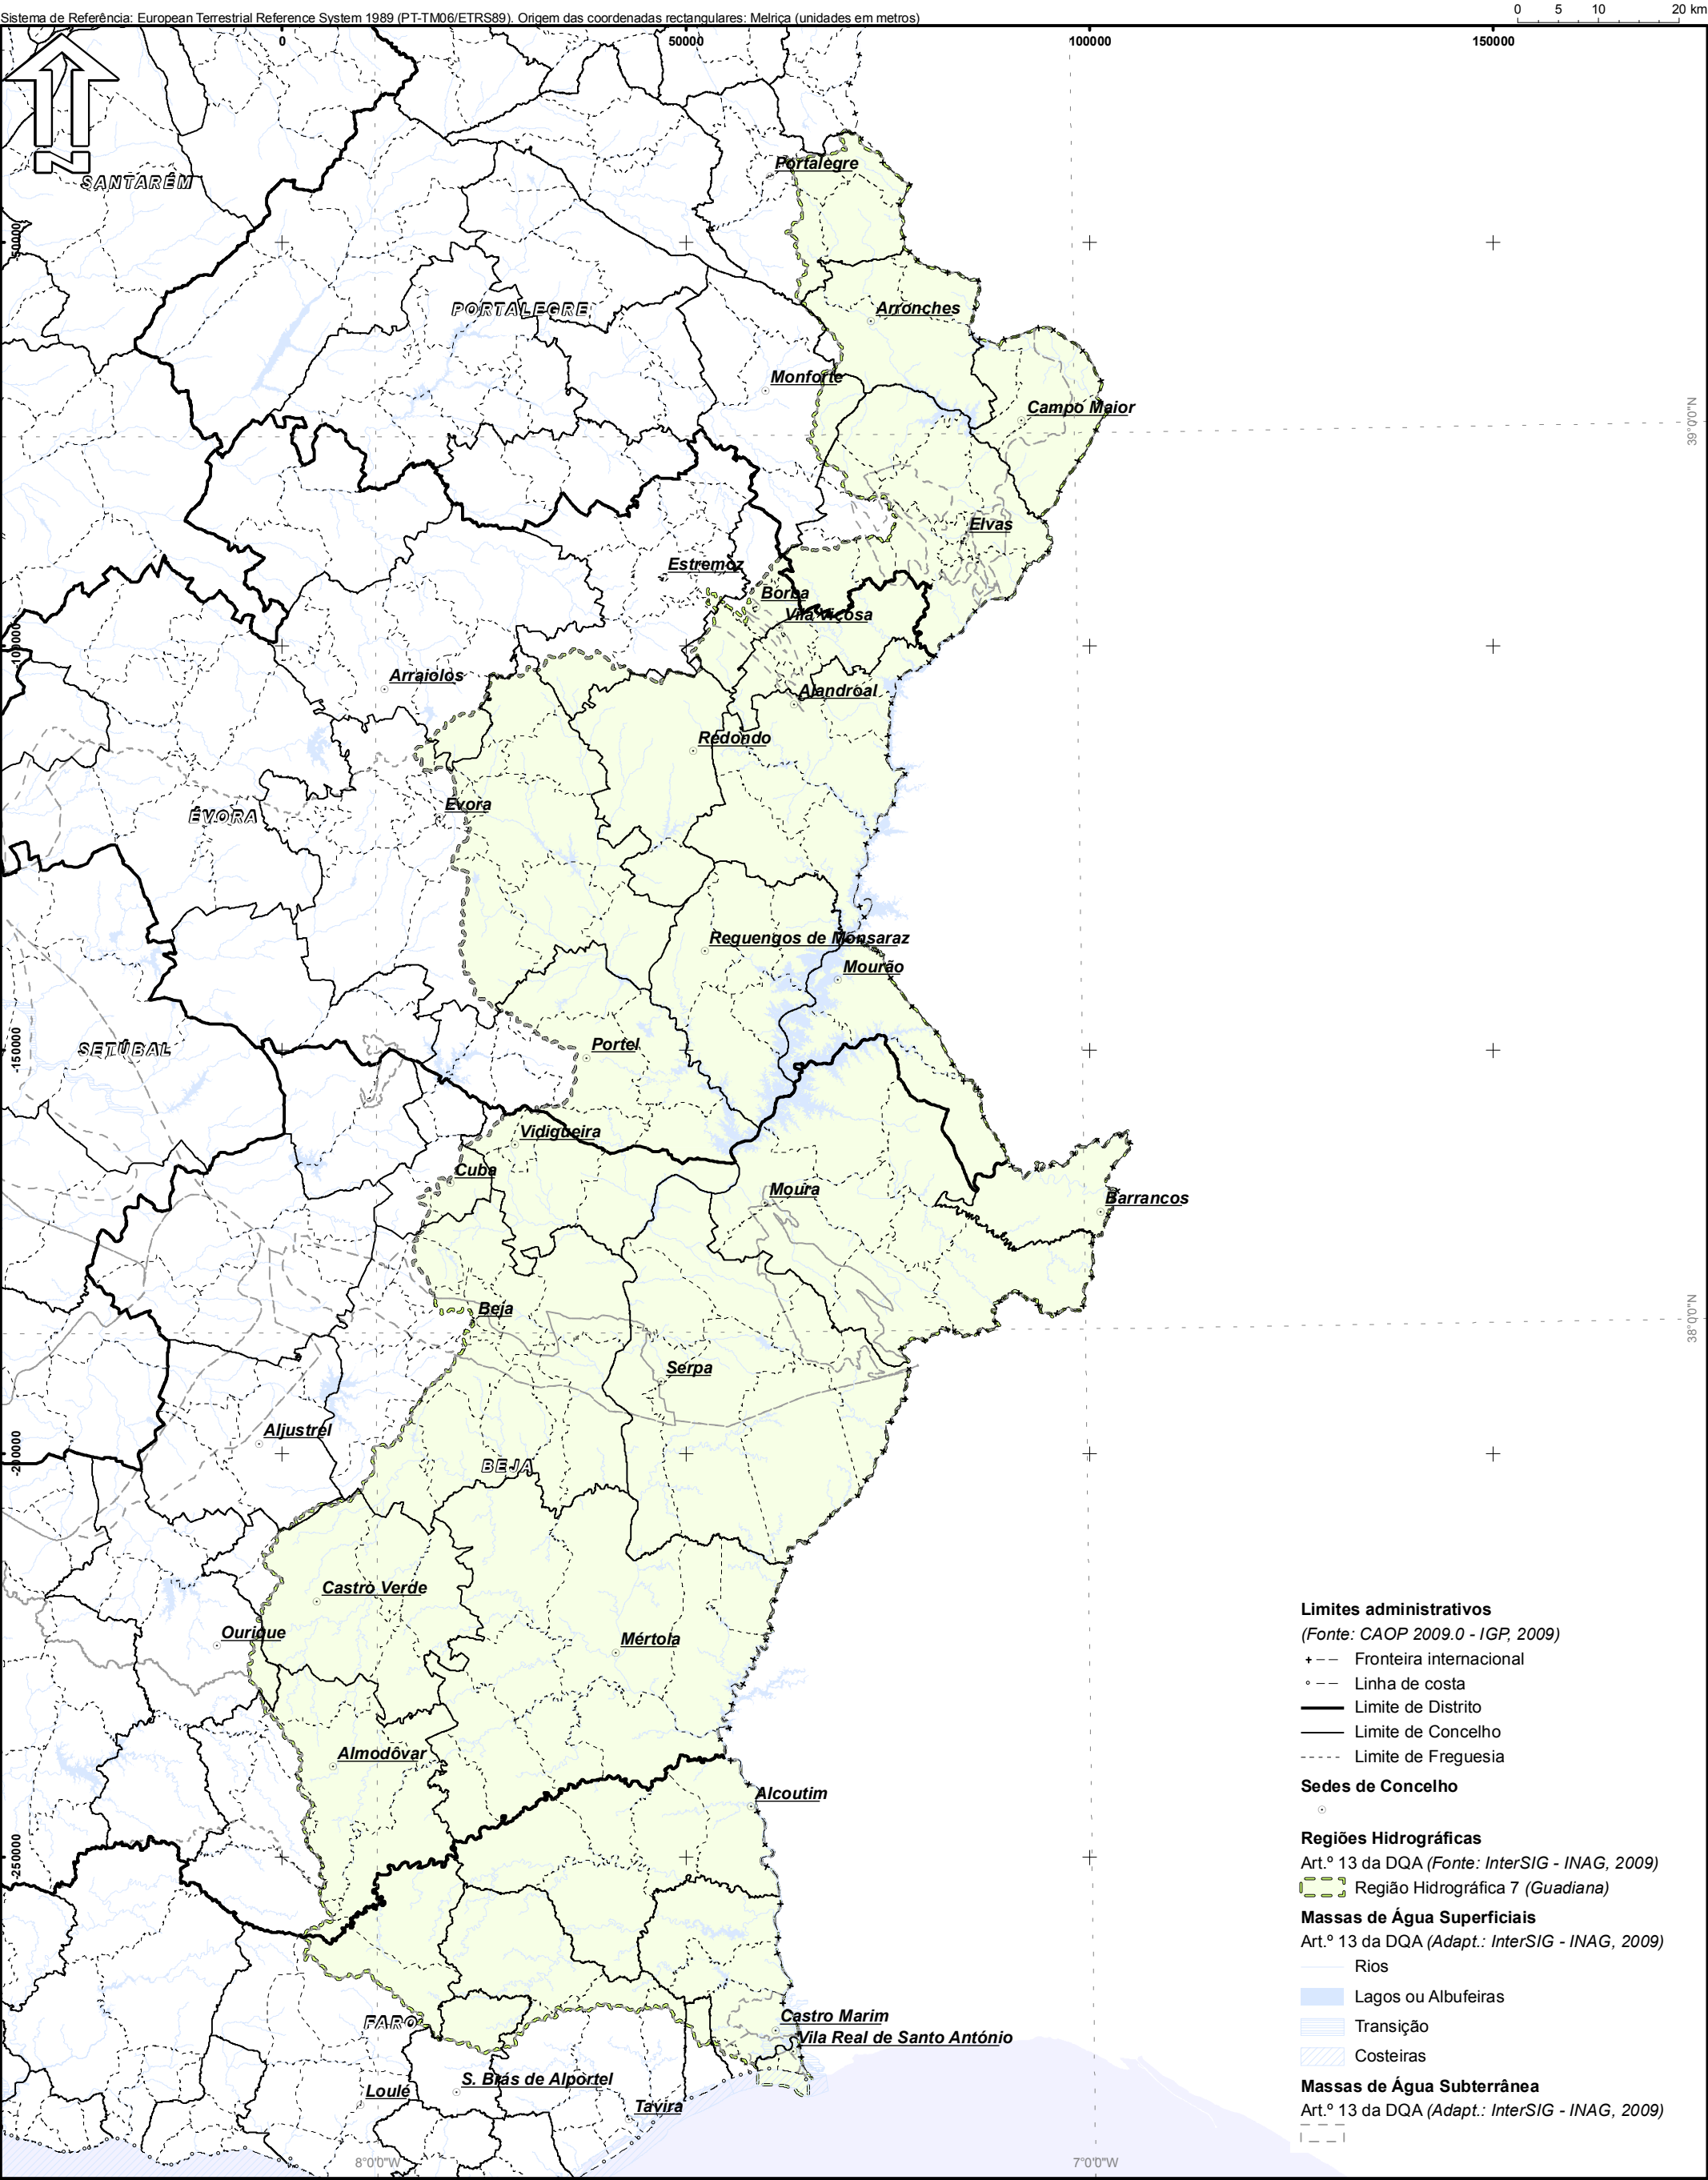 Sistema de Referência: European Terrestrial Reference System 1989 (PT-TM06/ETRS89). Origem das coordenadas rectangulares: Melriça (unidades em metros)
0 5 10 20 km
0 50000 100000 150000
N
SANTARÉM
Portalegre
-50000
PORTALEGRE
Arronches
Monforte
Campo Maior
39°0'0"N
Elvas
Estremoz
Borba
Vila Viçosa
-100000
Arraiolos
Alandroal
Redondo
Évora
ÉVORA
Reguengos de Monsaraz
Mourão
SETÚBAL
Portel
-150000
Vidigueira
Cuba
Moura
Barrancos
Beja
38°0'0"N
Serpa
Aljustrel
BEJA
-200000
Castro Verde
Ourique
Mértola
Almodôvar
Alcoutim
-250000
Castro Marim
FARO
Vila Real de Santo António
S. Brás de Alportel
Loulé
Tavira
8°0'0"W
7°0'0"W
Limites administrativos
(Fonte: CAOP 2009.0 - IGP, 2009)
Fronteira internacional
Linha de costa
Limite de Distrito
Limite de Concelho
Limite de Freguesia
Sedes de Concelho
Regiões Hidrográficas
Art.º 13 da DQA (Fonte: InterSIG - INAG, 2009)
Região Hidrográfica 7 (Guadiana)
Massas de Água Superficiais
Art.º 13 da DQA (Adapt.: InterSIG - INAG, 2009)
Rios
Lagos ou Albufeiras
Transição
Costeiras
Massas de Água Subterrânea
Art.º 13 da DQA (Adapt.: InterSIG - INAG, 2009)